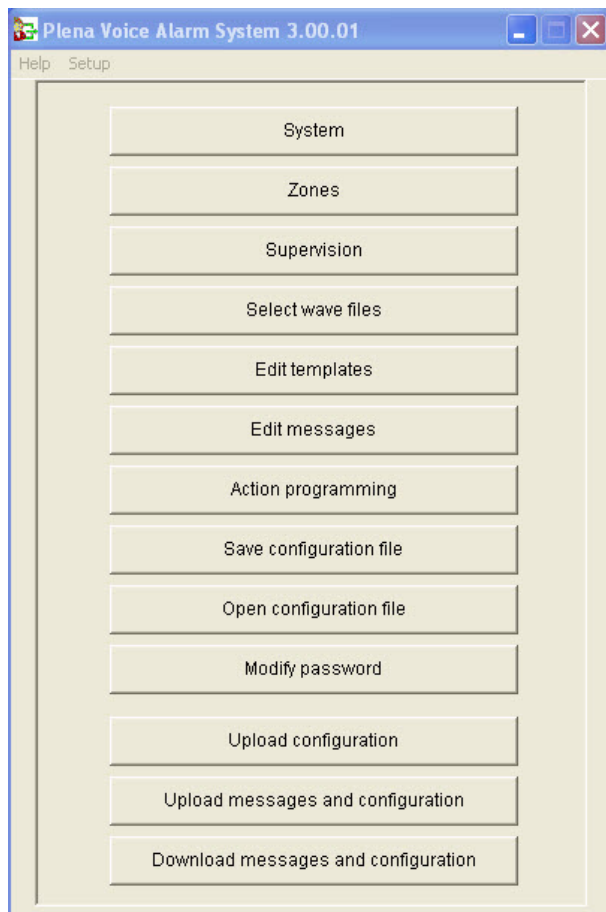 Plena Voice Alarm System 3.00.01
Help Setup
System
Zones
Supervision
Select wave files
Edit templates
Edit messages
Action programming
Save configuration file
Open configuration file
Modify password
Upload configuration
Upload messages and configuration
Download messages and configuration